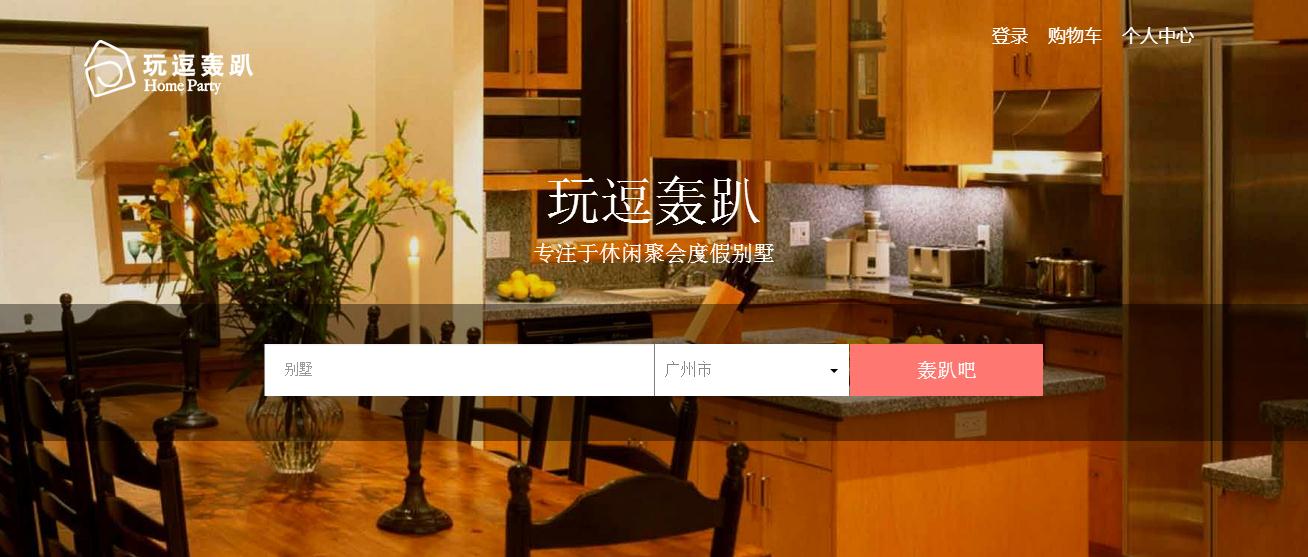 登录 购物车 个人中心
玩逗轰趴
Home Party
玩逗轰趴
专注于休闲聚会度假别墅
别墅
广州市
轰趴吧